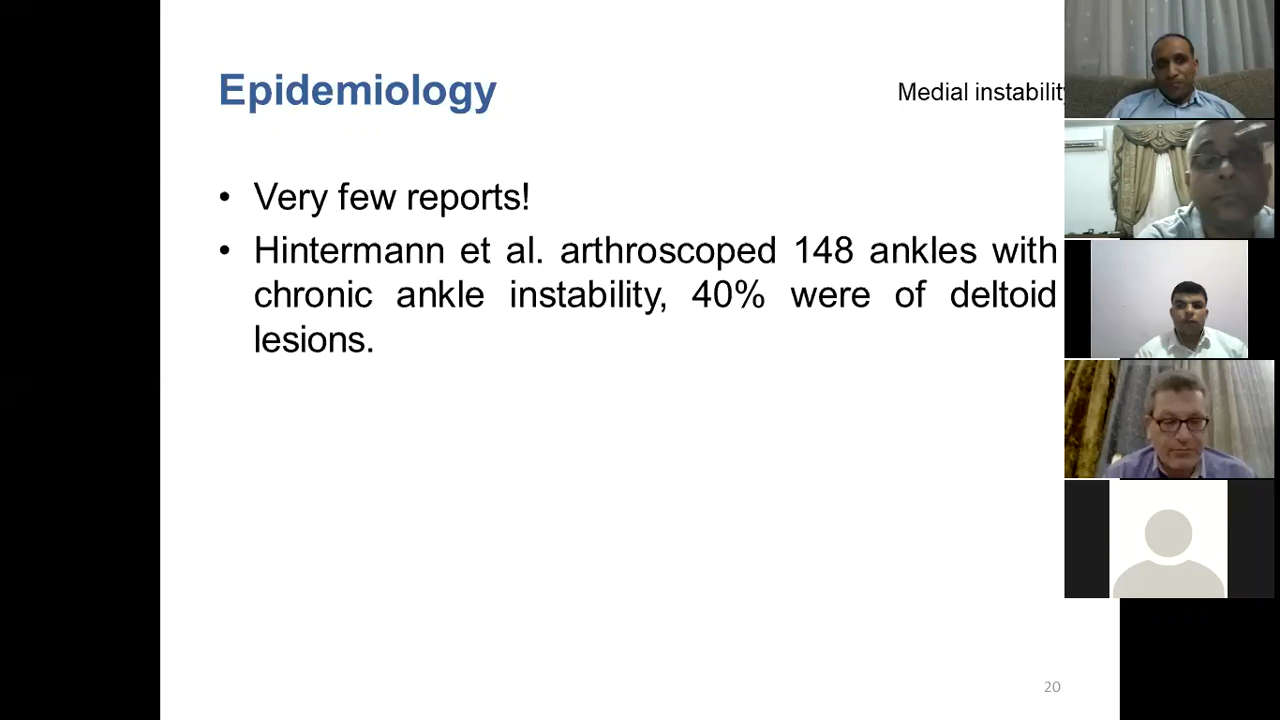 Epidemiology
Medial instability
• Very few reports!
• Hintermann et al. arthroscoped 148 ankles with
chronic ankle instability, 40% were of deltoid
lesions.
20